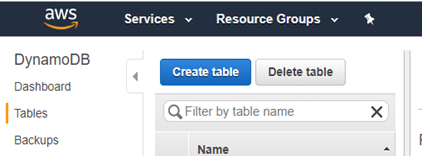 aws Services Resource Groups
DynamoDB
Dashboard
Tables
Backups
Create table Delete table
Filter by table name
Name